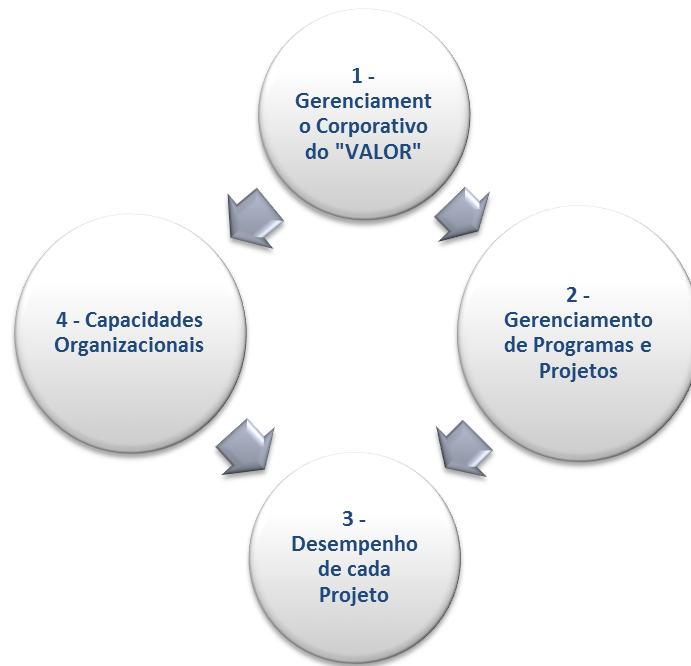 1 -
Gerenciament
o Corporativo
do "VALOR"
2 -
Gerenciamento
de Programas e
Projetos
3 -
Desempenho
de cada
Projeto
4 - Capacidades
Organizacionais